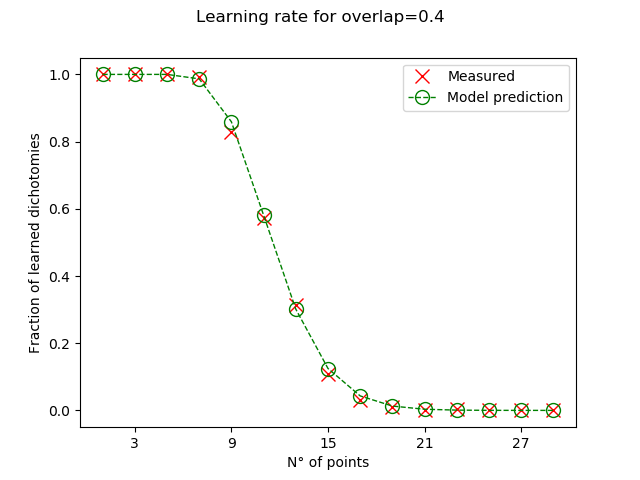 Learning rate for overlap=0.4
Measured
Model prediction
Fraction of learned dichotomies
1.0
0.8
0.6
0.4
0.2
0.0
3 9 15 21 27
N° of points